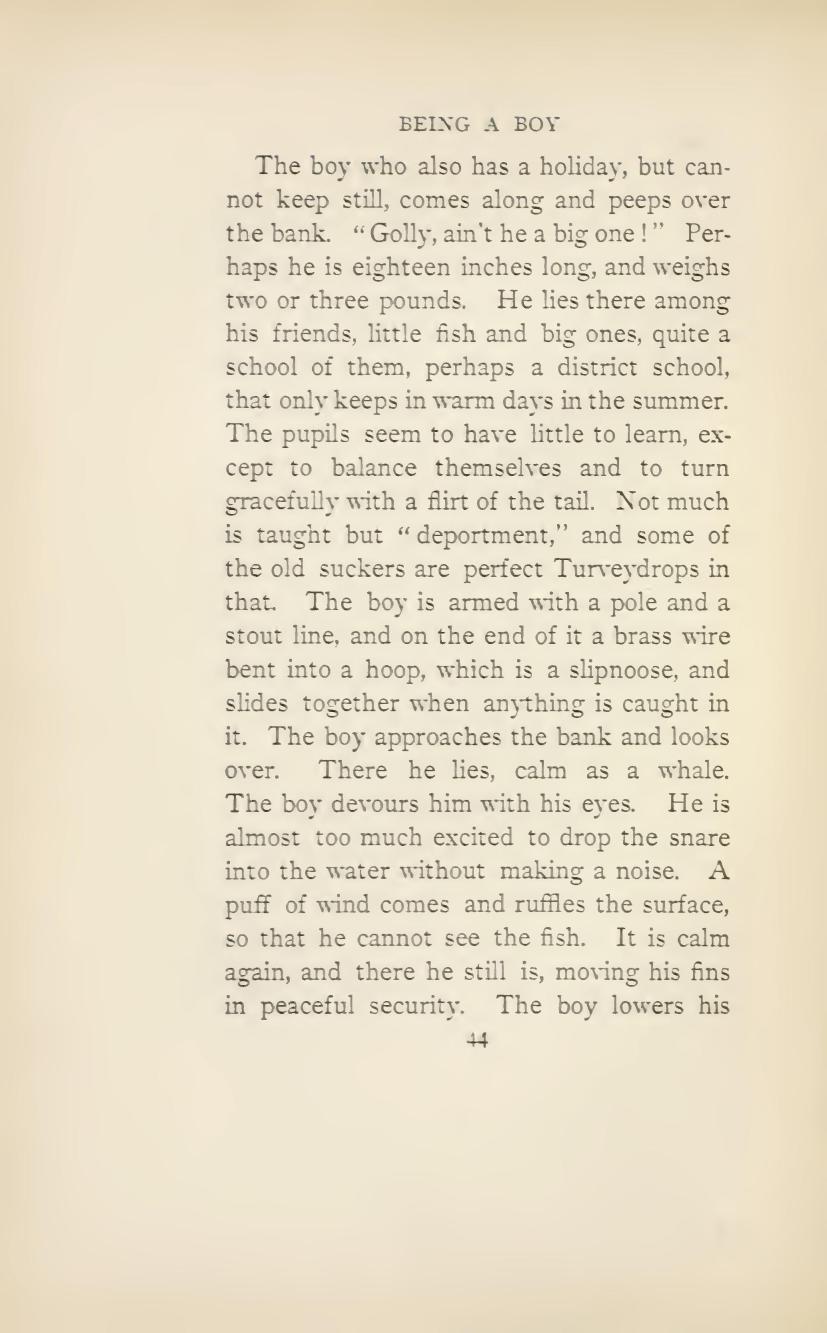 BEING A BOY
The boy who also has a holiday, but can-
not keep still, comes along and peeps over
the bank. “Golly, ain't he a big one!” Per-
haps he is eighteen inches long, and weighs
two or three pounds. He lies there among
his friends, little fish and big ones, quite a
school of them, perhaps a district school,
that only keeps in warm days in the summer.
The pupils seem to have little to learn, ex-
cept to balance themselves and to turn
gracefully with a flirt of the tail. Not much
is taught but “deportment,” and some of
the old suckers are perfect Turveydrops in
that. The boy is armed with a pole and a
stout line, and on the end of it a brass wire
bent into a hoop, which is a slipnoose, and
slides together when anything is caught in
it. The boy approaches the bank and looks
over. There he lies, calm as a whale.
The boy devours him with his eyes. He is
almost too much excited to drop the snare
into the water without making a noise. A
puff of wind comes and ruffles the surface,
so that he cannot see the fish. It is calm
again, and there he still is, moving his fins
in peaceful security. The boy lowers his
44